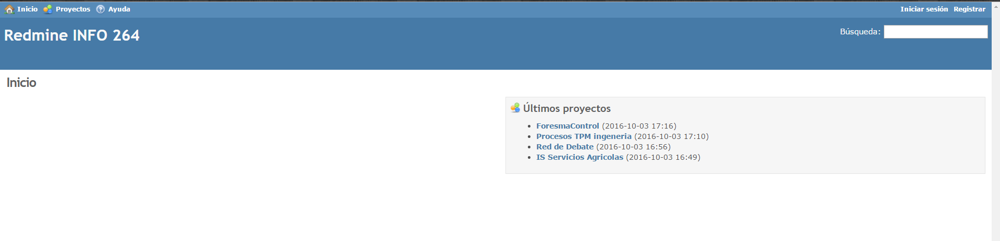 Inicio Proyectos Ayuda Iniciar sesión Registrar
Redmine INFO 264
Búsqueda:
Inicio
Últimos proyectos
ForesmaControl (2016-10-03 17:16)
Procesos TPM ingeneria (2016-10-03 17:10)
Red de Debate (2016-10-03 16:56)
IS Servicios Agricolas (2016-10-03 16:49)